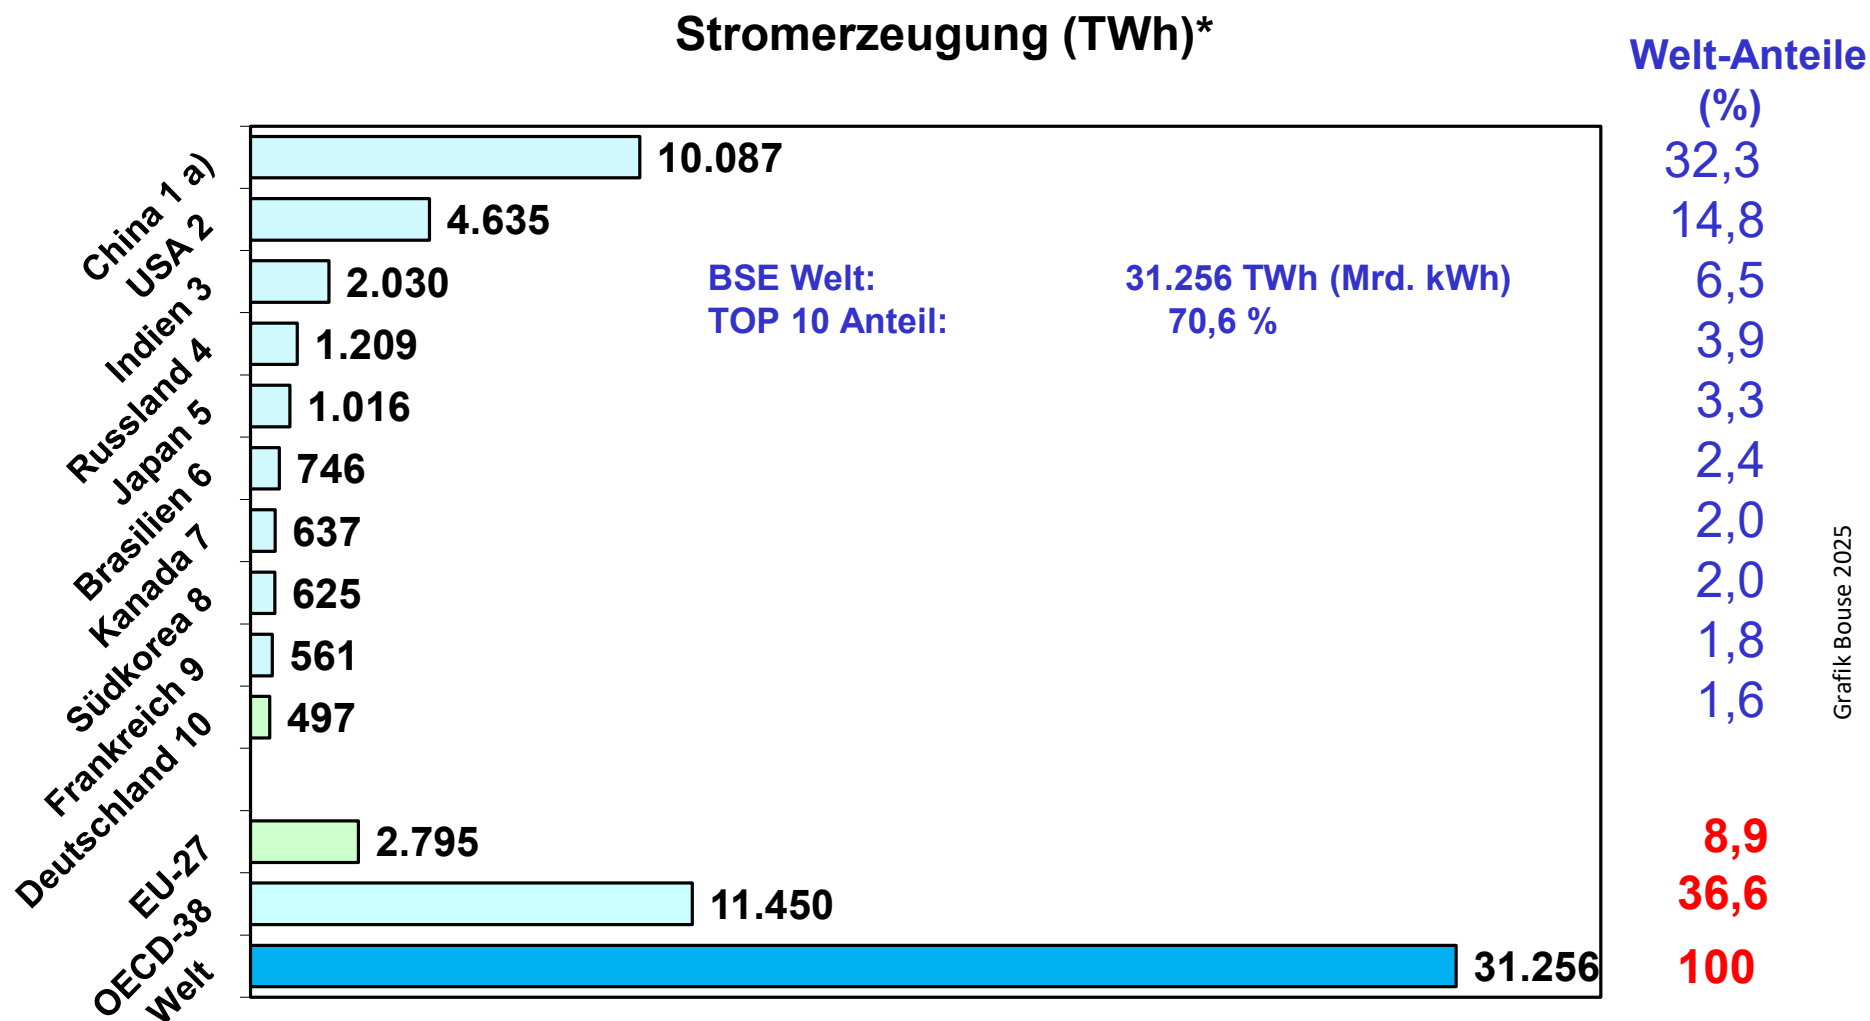 Stromerzeugung (TWh)*
Welt-Anteile
(%)
China 1 a) 10.087 32,3
USA 2 4.635 14,8
BSE Welt: 31.256 TWh (Mrd. kWh)
TOP 10 Anteil: 70,6 %
Indien 3 2.030 6,5
Russland 4 1.209 3,9
Japan 5 1.016 3,3
Brasilien 6 746 2,4
Kanada 7 637 2,0
Südkorea 8 625 2,0
Frankreich 9 561 1,8
Deutschland 10 497 1,6
EU-27 2.795 8,9
OECD-38 11.450 36,6
Welt 31.256 100
Grafik Bouse 2025